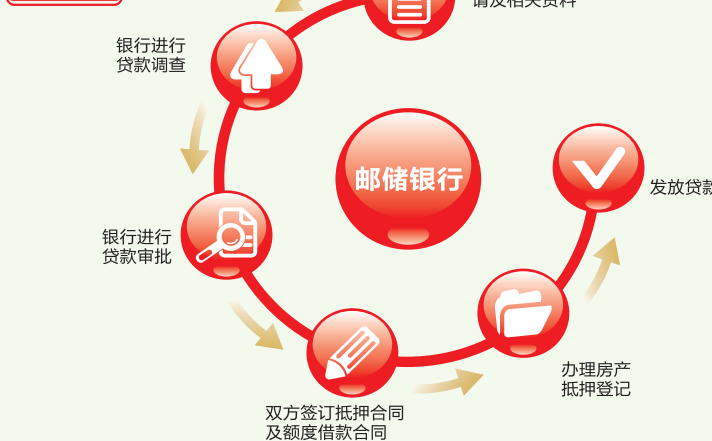 请及相关资料
银行进行
贷款调查
邮储银行
发放贷款
银行进行
贷款审批
办理房产
抵押登记
双方签订抵押合同
及额度借款合同